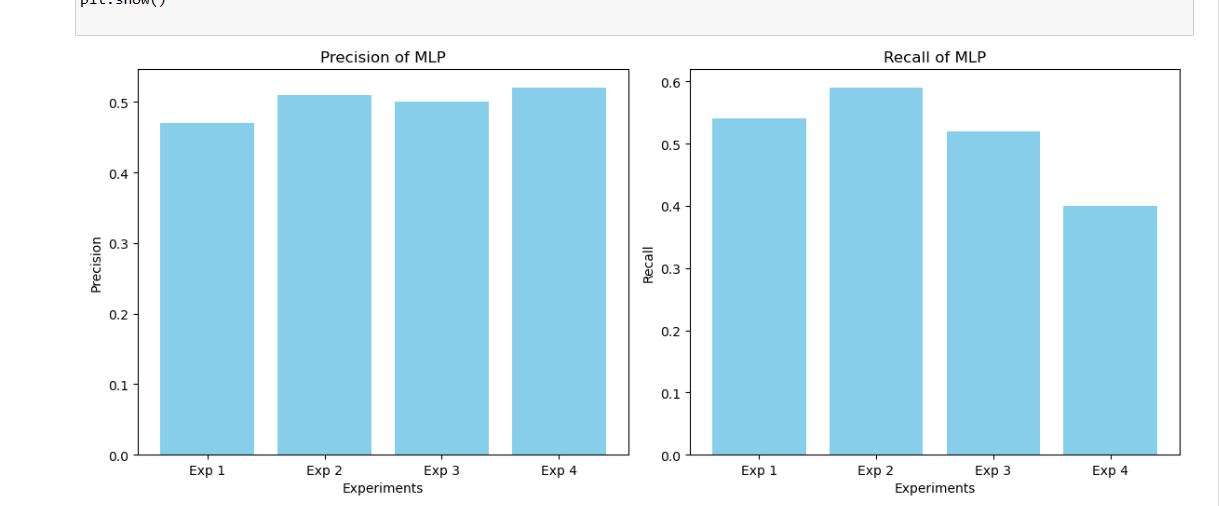 plt.show()
Precision of MLP
Precision
0.5
0.4
0.3
0.2
0.1
0.0
Exp 1 Exp 2 Exp 3 Exp 4
Experiments
Recall of MLP
Recall
0.6
0.5
0.4
0.3
0.2
0.1
0.0
Exp 1 Exp 2 Exp 3 Exp 4
Experiments